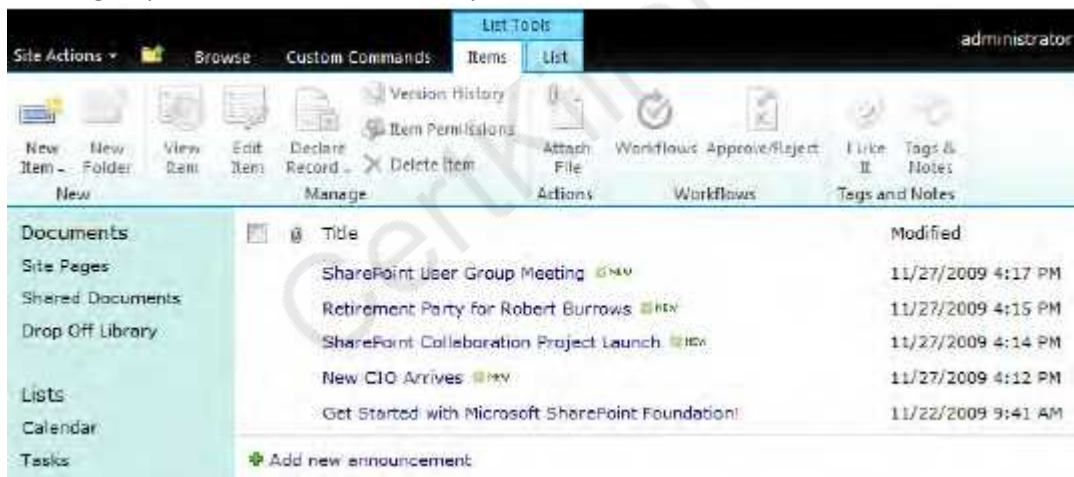 List Tools
administrator
Site Actions Browse Custom Commands Items List
Version History
Item Permissions
New Item New Folder View Item Edit Item Declare Record Delete Item Attach File Workflows Approve/Reject I Like It Tags & Notes
New Manage Actions Workflows Tags and Notes
Documents
Title Modified
Site Pages
SharePoint User Group Meeting NEW 11/27/2009 4:17 PM
Shared Documents
Retirement Party for Robert Burrows NEW 11/27/2009 4:15 PM
Drop Off Library
SharePoint Collaboration Project Launch NEW 11/27/2009 4:14 PM
New CIO Arrives NEW 11/27/2009 4:12 PM
Lists
Get Started with Microsoft SharePoint Foundation! 11/22/2009 9:41 AM
Calendar
Tasks
Add new announcement